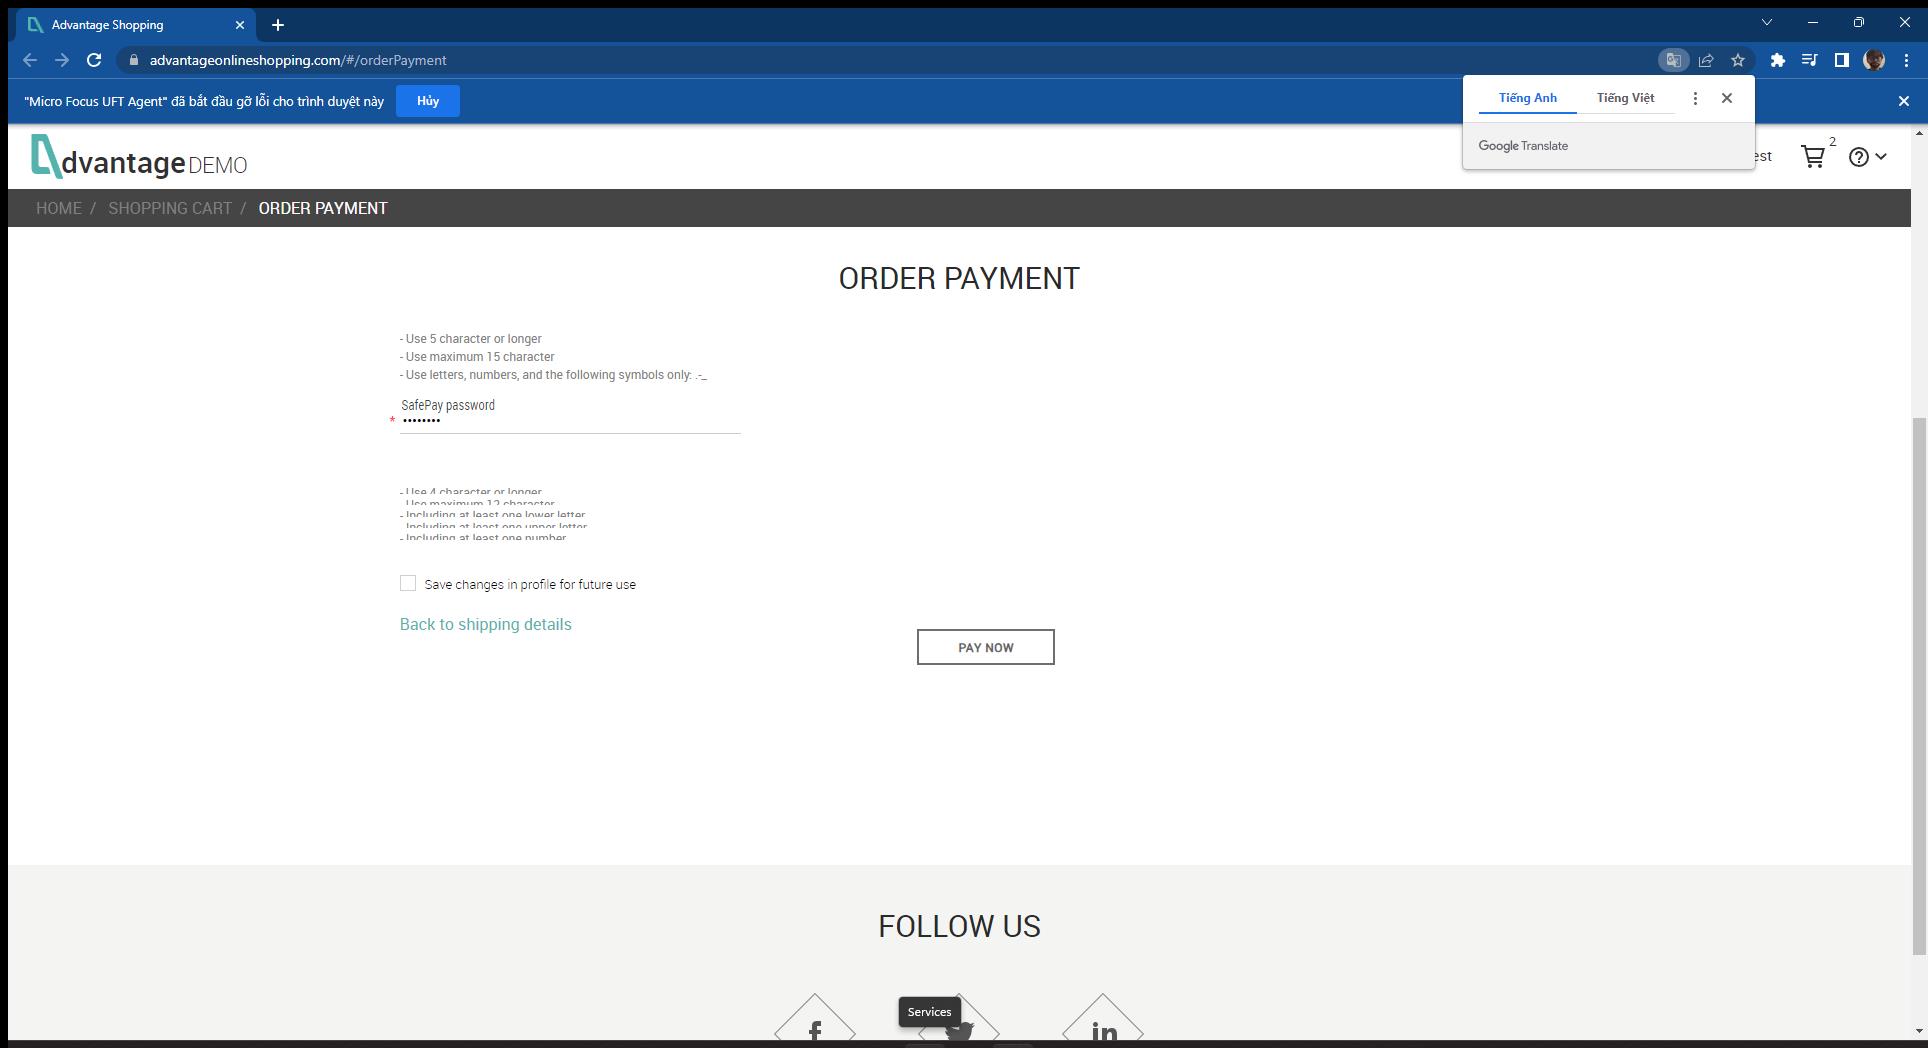 Advantage Shopping
advantageonlineshopping.com/#/orderPayment
"Micro Focus UFT Agent" đã bắt đầu gỡ lỗi cho trình duyệt này
Hủy
Tiếng Anh
Tiếng Việt
Google Translate
dvantage DEMO
est
2
HOME / SHOPPING CART / ORDER PAYMENT
ORDER PAYMENT
- Use 5 character or longer
- Use maximum 15 character
- Use letters, numbers, and the following symbols only: .-_
SafePay password
* ••••••••
- Use 4 character or longer
- Use maximum 12 character
- Including at least one lower letter
- Including at least one upper letter
- Including at least one number
Save changes in profile for future use
Back to shipping details
PAY NOW
FOLLOW US
Services
f
in